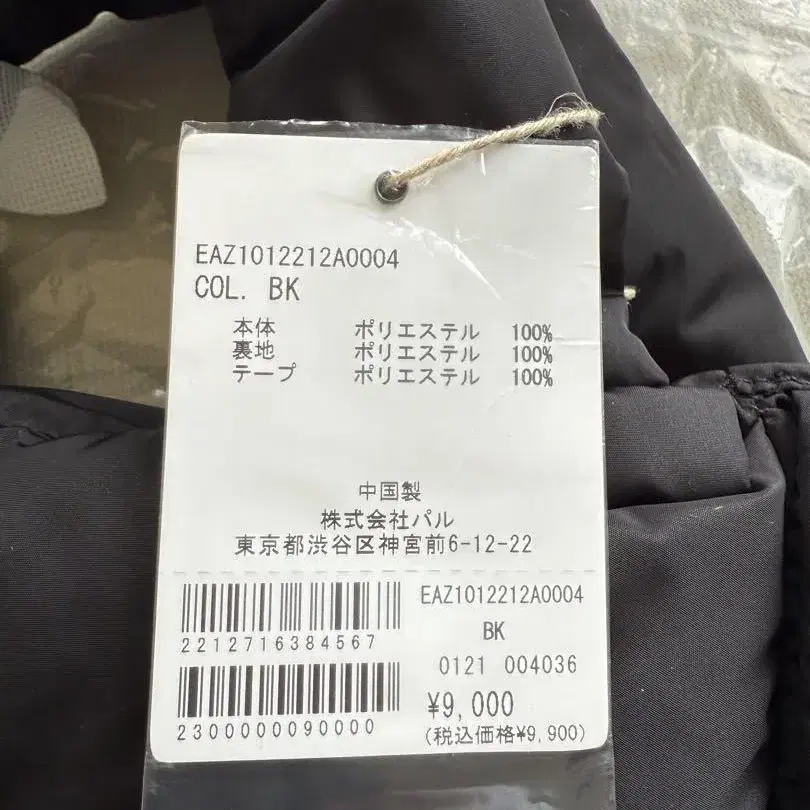 EAZ1012212A0004
COL. BK
本体 ポリエステル 100%
裏地 ポリエステル 100%
テープ ポリエステル 100%
中国製
株式会社パル
東京都渋谷区神宮前6-12-22
2212716384567
2300000090000
EAZ1012212A0004
BK
0121 004036
¥9,000
(税込価格¥9,900)